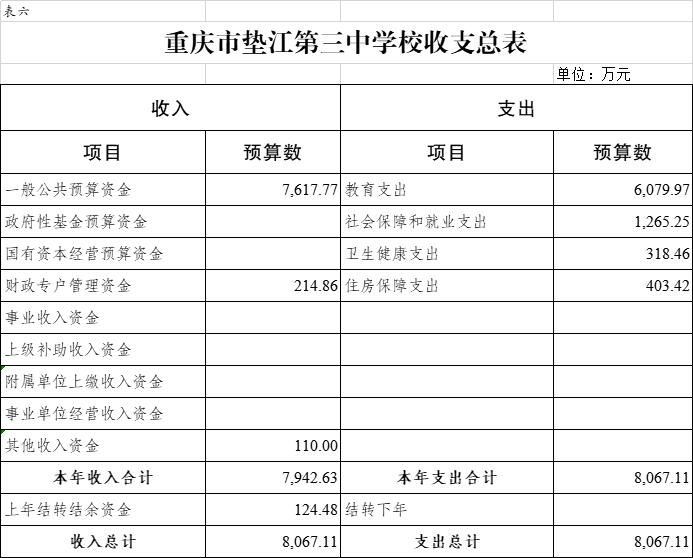 表六
重庆市垫江第三中学校收支总表
单位：万元
收入 支出
项目 预算数 项目 预算数
一般公共预算资金 7,617.77 教育支出 6,079.97
政府性基金预算资金 社会保障和就业支出 1,265.25
国有资本经营预算资金 卫生健康支出 318.46
财政专户管理资金 214.86 住房保障支出 403.42
事业收入资金
上级补助收入资金
附属单位上缴收入资金
事业单位经营收入资金
其他收入资金 110.00
本年收入合计 7,942.63 本年支出合计 8,067.11
上年结转结余资金 124.48 结转下年
收入总计 8,067.11 支出总计 8,067.11